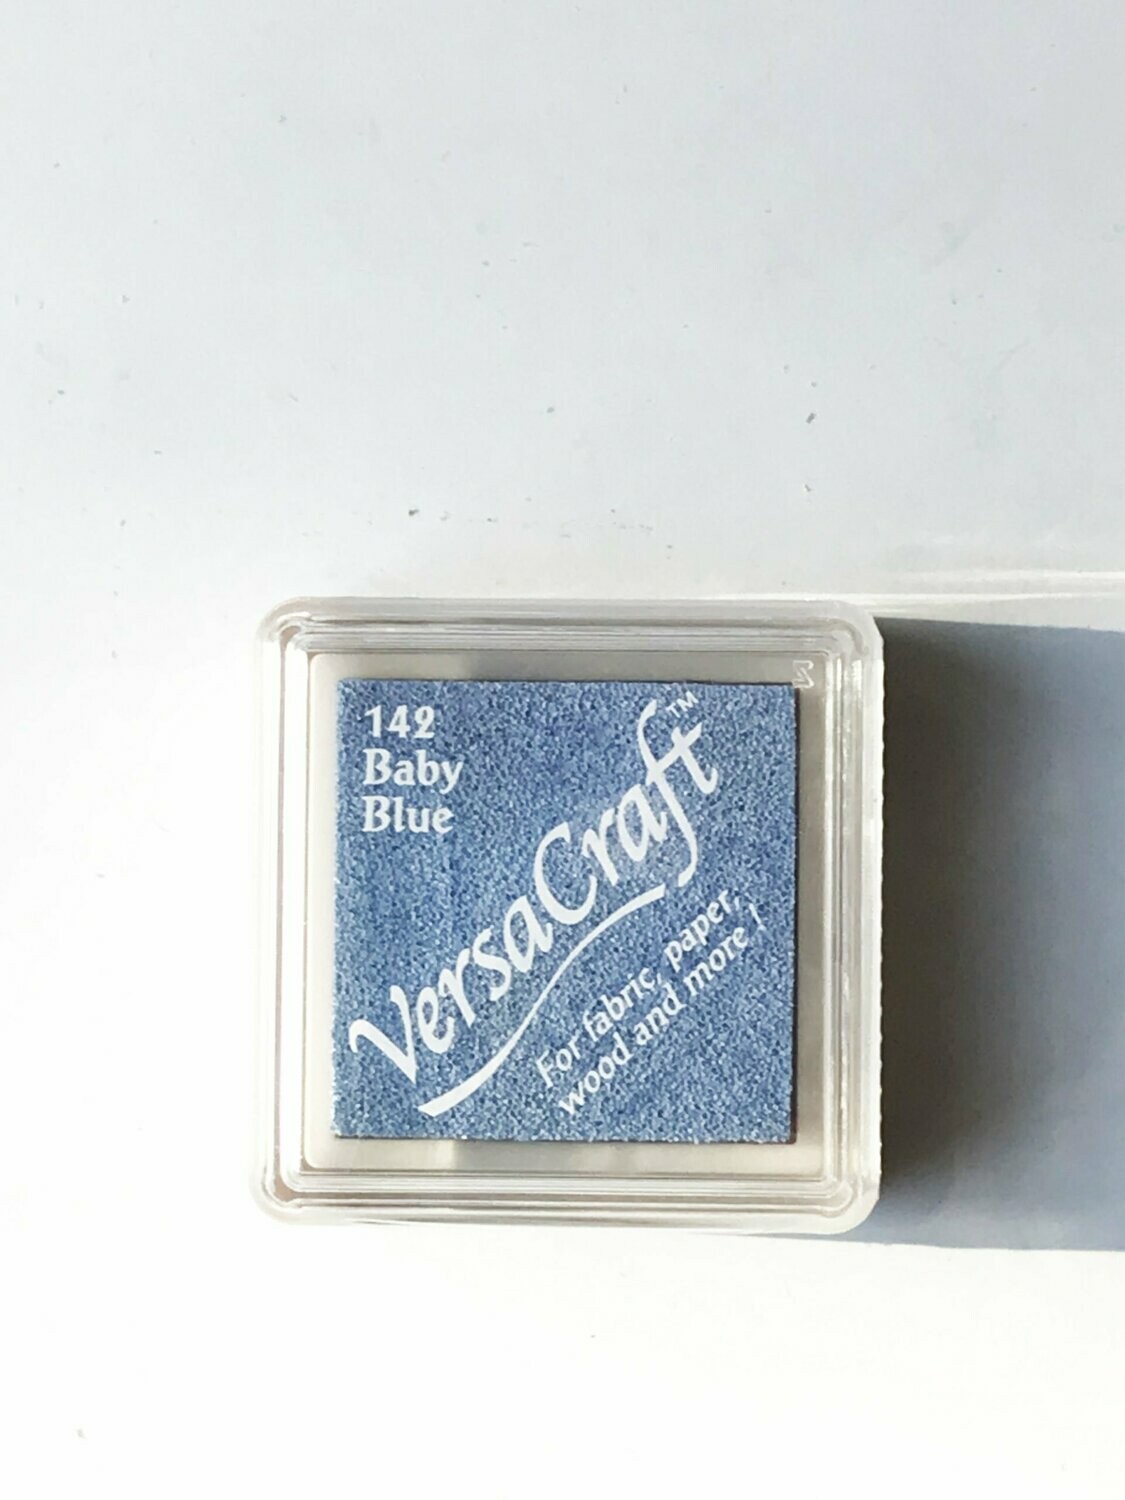 142
Baby
Blue
VersaCraft™
For fabric, paper,
wood and more !